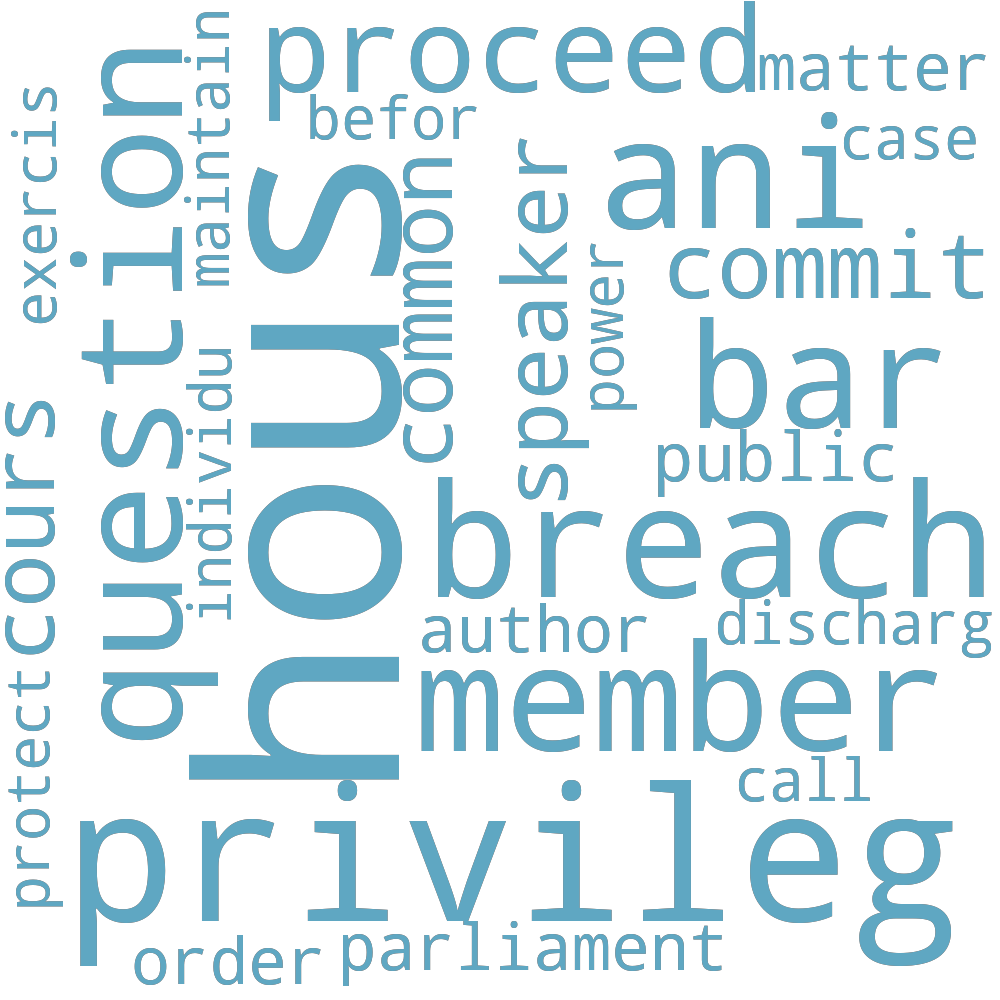 proceed
matter
befor
maintain
exercis
question
hous
common
speaker
ani
case
commit
power
bar
individu
cours
public
breach
author
discharg
member
protect
call
privileg
order
parliament